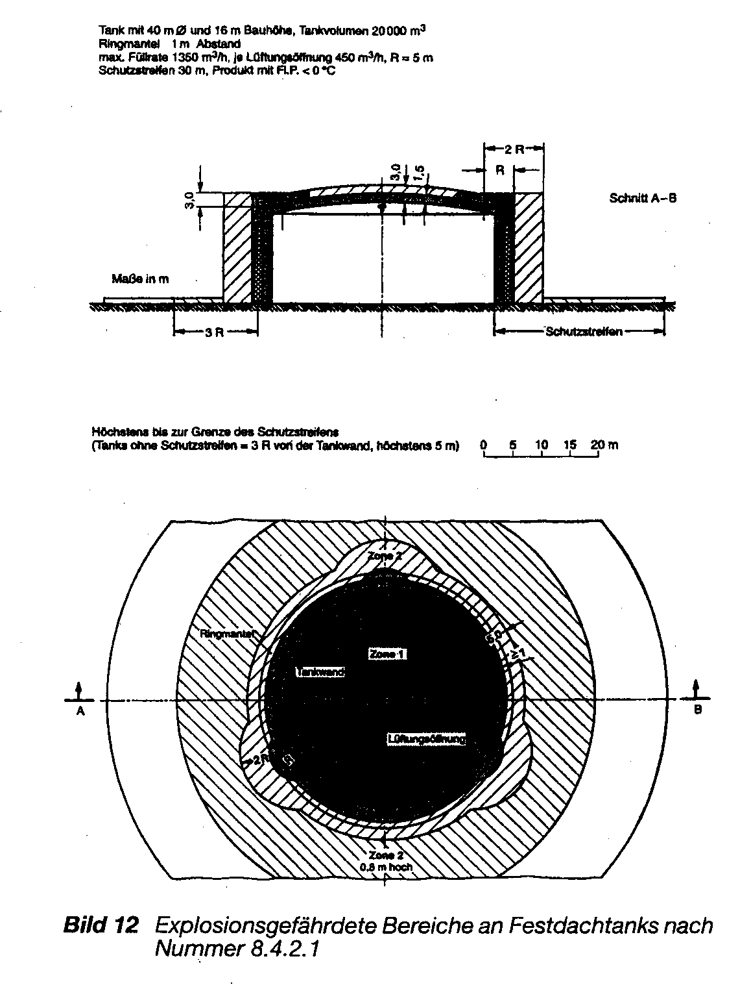 Tank mit 40 m Ø und 16 m Bauhöhe, Tankvolumen 20000 m³
Ringmantel 1 m Abstand
max. Füllrate 1350 m³/h, je Lüftungsöffnung 450 m³/h, R = 5 m
Schutzstreifen 30 m, Produkt mit Fl.P. < 0 °C
2 R
R
3,0
1,5
3,0
Schnitt A-B
Maße in m
3 R
Schutzstreifen
Höchstens bis zur Grenze des Schutzstreifens
(Tanks ohne Schutzstreifen = 3 R von der Tankwand, höchstens 5 m)
0 5 10 15 20 m
Zone 2
Ringmantel
5,0
Zone 1
≥1
Tankwand
A
B
Lüftungsöffnung
2 R
R
Zone 2
0,8 m hoch
Bild 12 Explosionsgefährdete Bereiche an Festdachtanks nach
Nummer 8.4.2.1